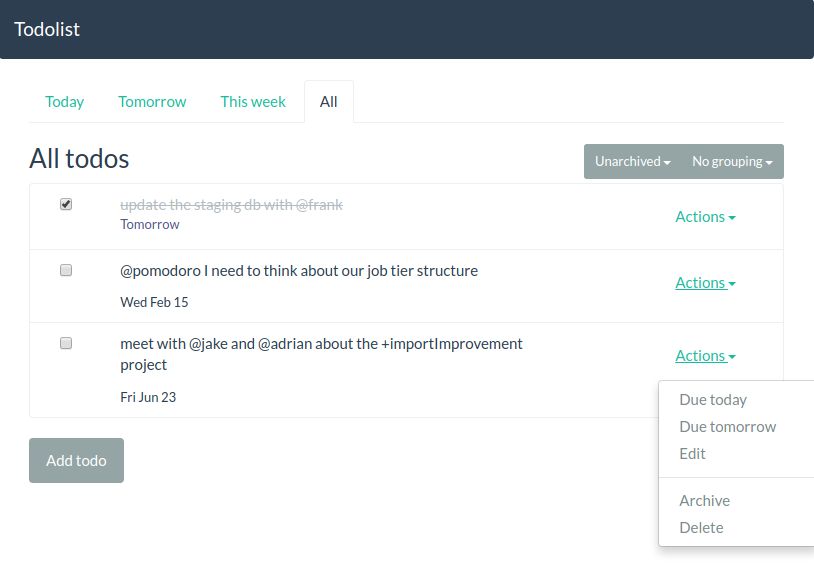 Todolist
Today Tomorrow This week All
All todos
Unarchived No grouping
update the staging db with @frank
Tomorrow
Actions
@pomodoro I need to think about our job tier structure
Wed Feb 15
Actions
meet with @jake and @adrian about the +importImprovement
project
Fri Jun 23
Actions
Due today
Due tomorrow
Edit
Archive
Delete
Add todo